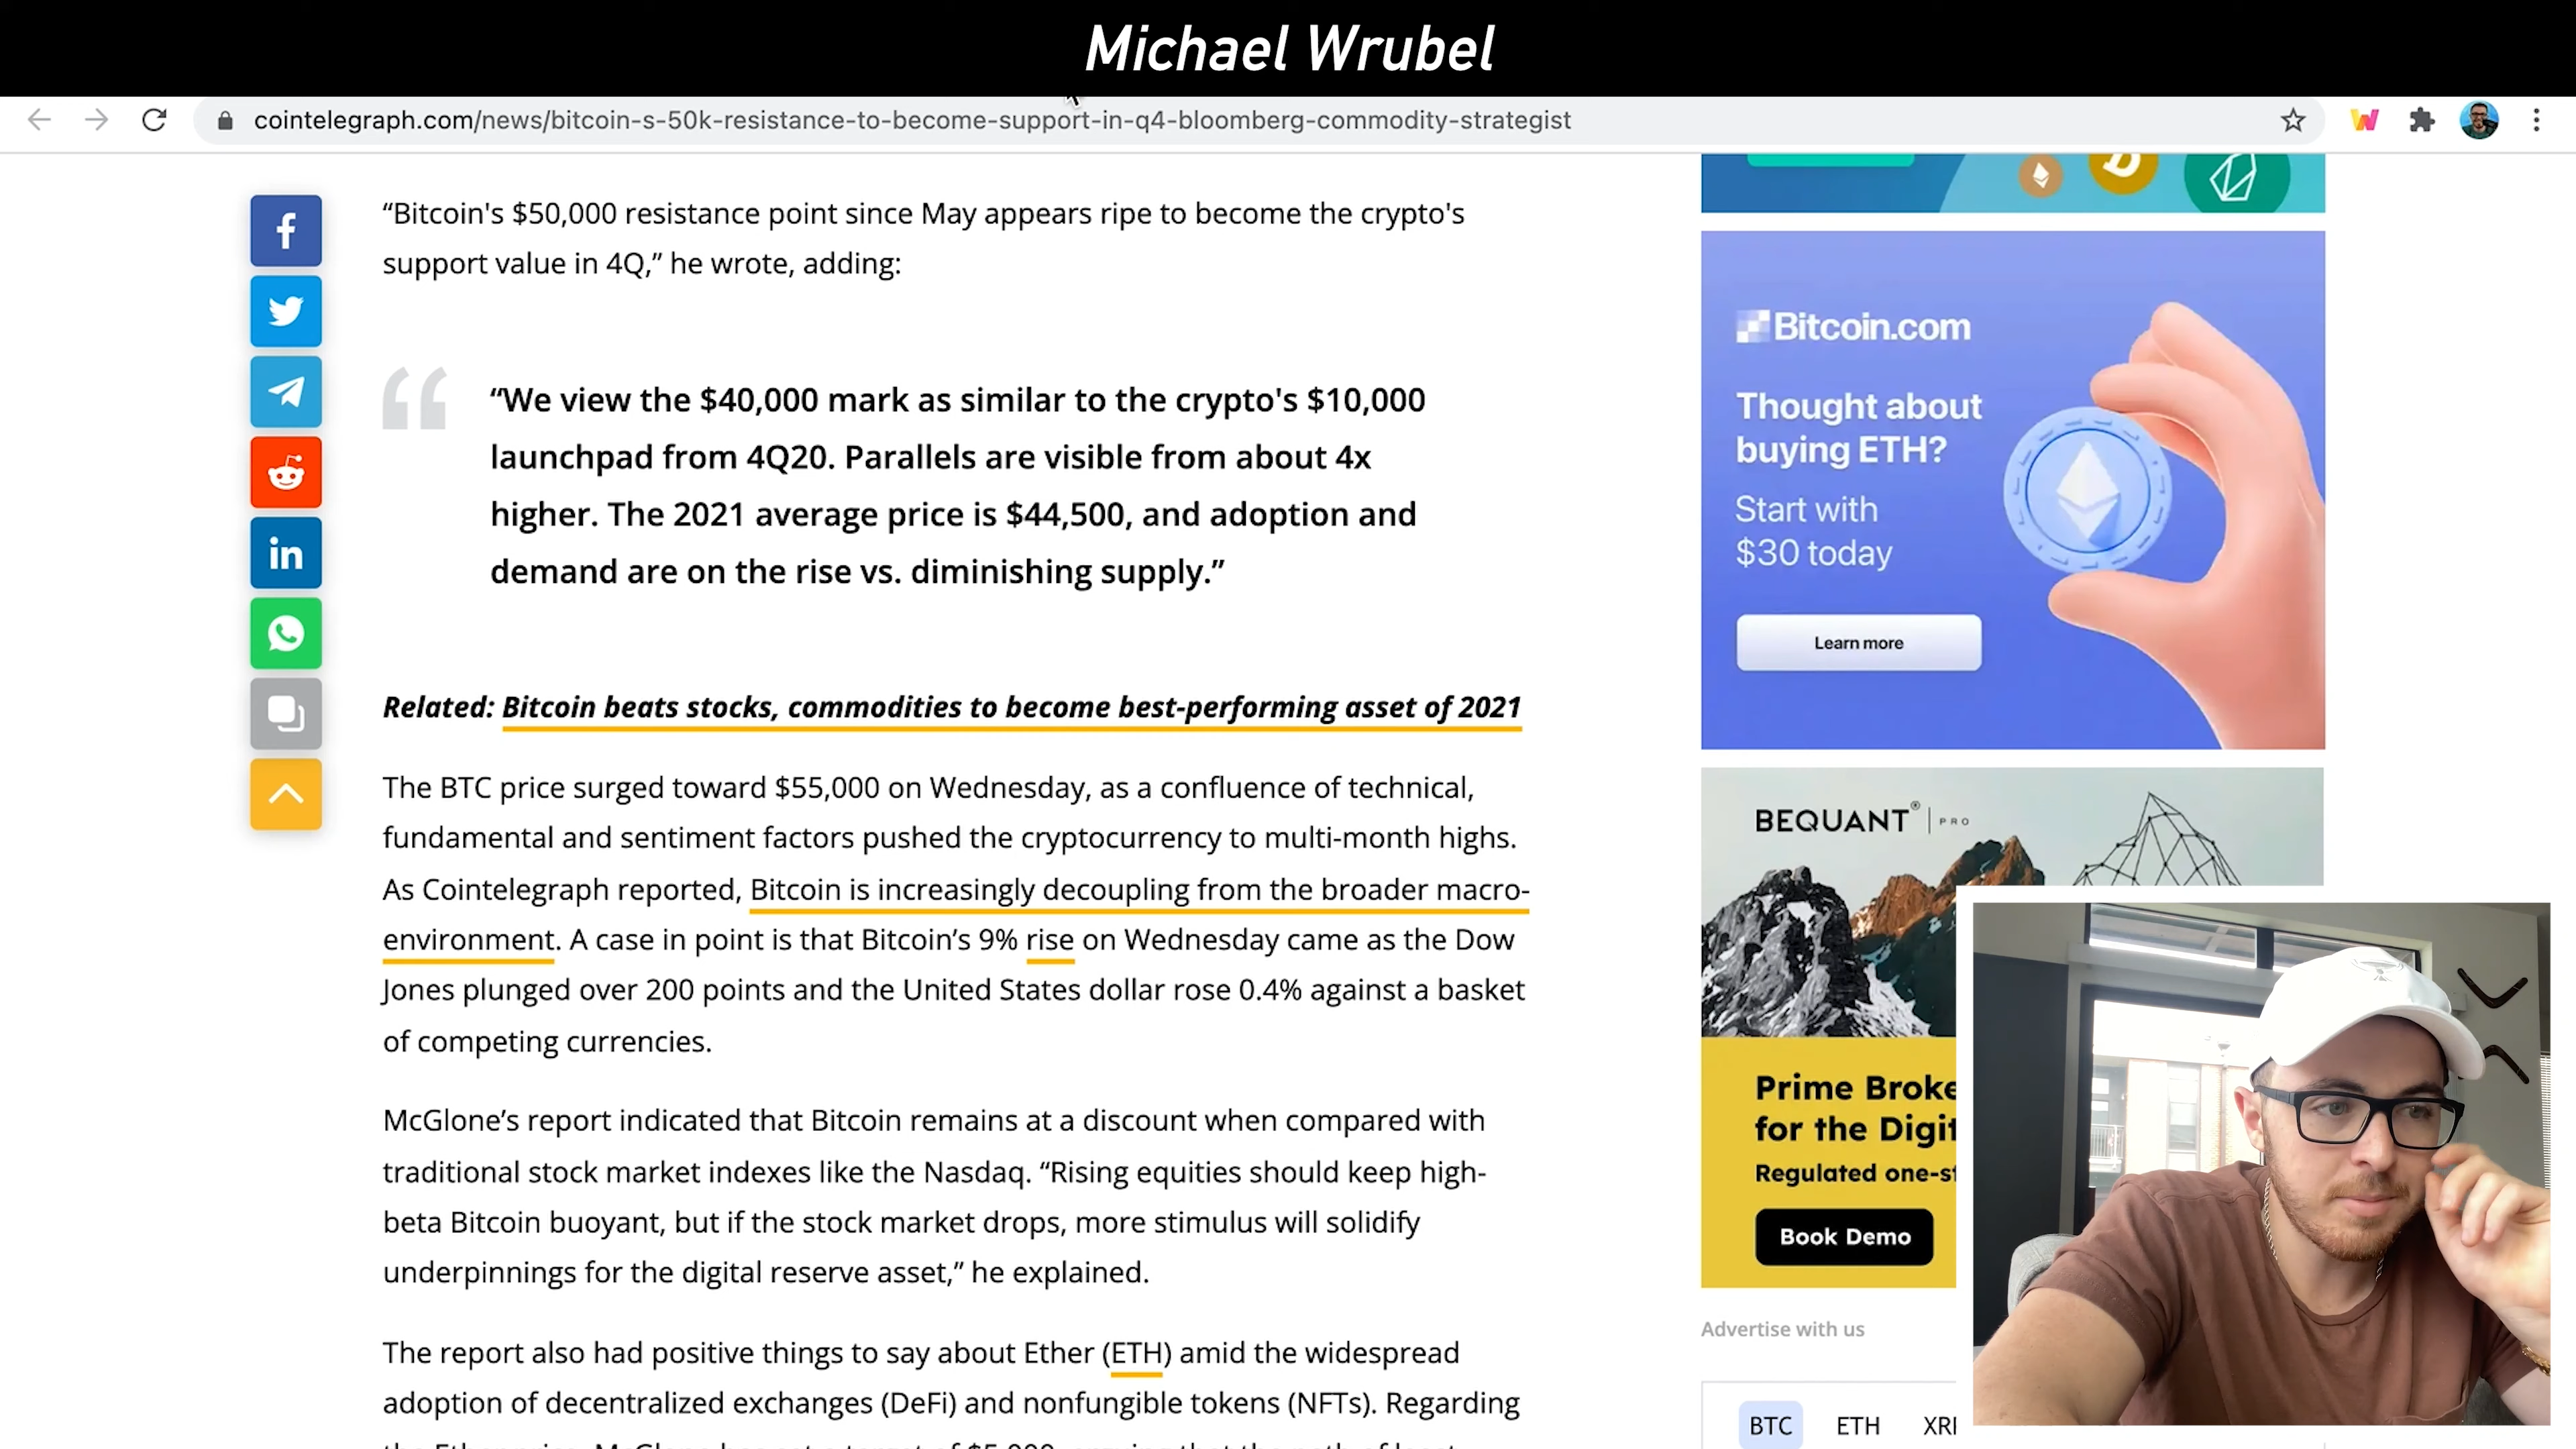 Michael Wrubel
cointelegraph.com/news/bitcoin-s-50k-resistance-to-become-support-in-q4-bloomberg-commodity-strategist
“Bitcoin's $50,000 resistance point since May appears ripe to become the crypto's
support value in 4Q,” he wrote, adding:
“We view the $40,000 mark as similar to the crypto's $10,000
launchpad from 4Q20. Parallels are visible from about 4x
higher. The 2021 average price is $44,500, and adoption and
demand are on the rise vs. diminishing supply.”
Related: Bitcoin beats stocks, commodities to become best-performing asset of 2021
The BTC price surged toward $55,000 on Wednesday, as a confluence of technical,
fundamental and sentiment factors pushed the cryptocurrency to multi-month highs.
As Cointelegraph reported, Bitcoin is increasingly decoupling from the broader macro-
environment. A case in point is that Bitcoin’s 9% rise on Wednesday came as the Dow
Jones plunged over 200 points and the United States dollar rose 0.4% against a basket
of competing currencies.
McGlone’s report indicated that Bitcoin remains at a discount when compared with
traditional stock market indexes like the Nasdaq. “Rising equities should keep high-
beta Bitcoin buoyant, but if the stock market drops, more stimulus will solidify
underpinnings for the digital reserve asset,” he explained.
The report also had positive things to say about Ether (ETH) amid the widespread
adoption of decentralized exchanges (DeFi) and nonfungible tokens (NFTs). Regarding
Bitcoin.com
Thought about
buying ETH?
Start with
$30 today
Learn more
BEQUANT® | PRO
Prime Broke
for the Digit
Regulated one-st
Book Demo
Advertise with us
BTC ETH XRI